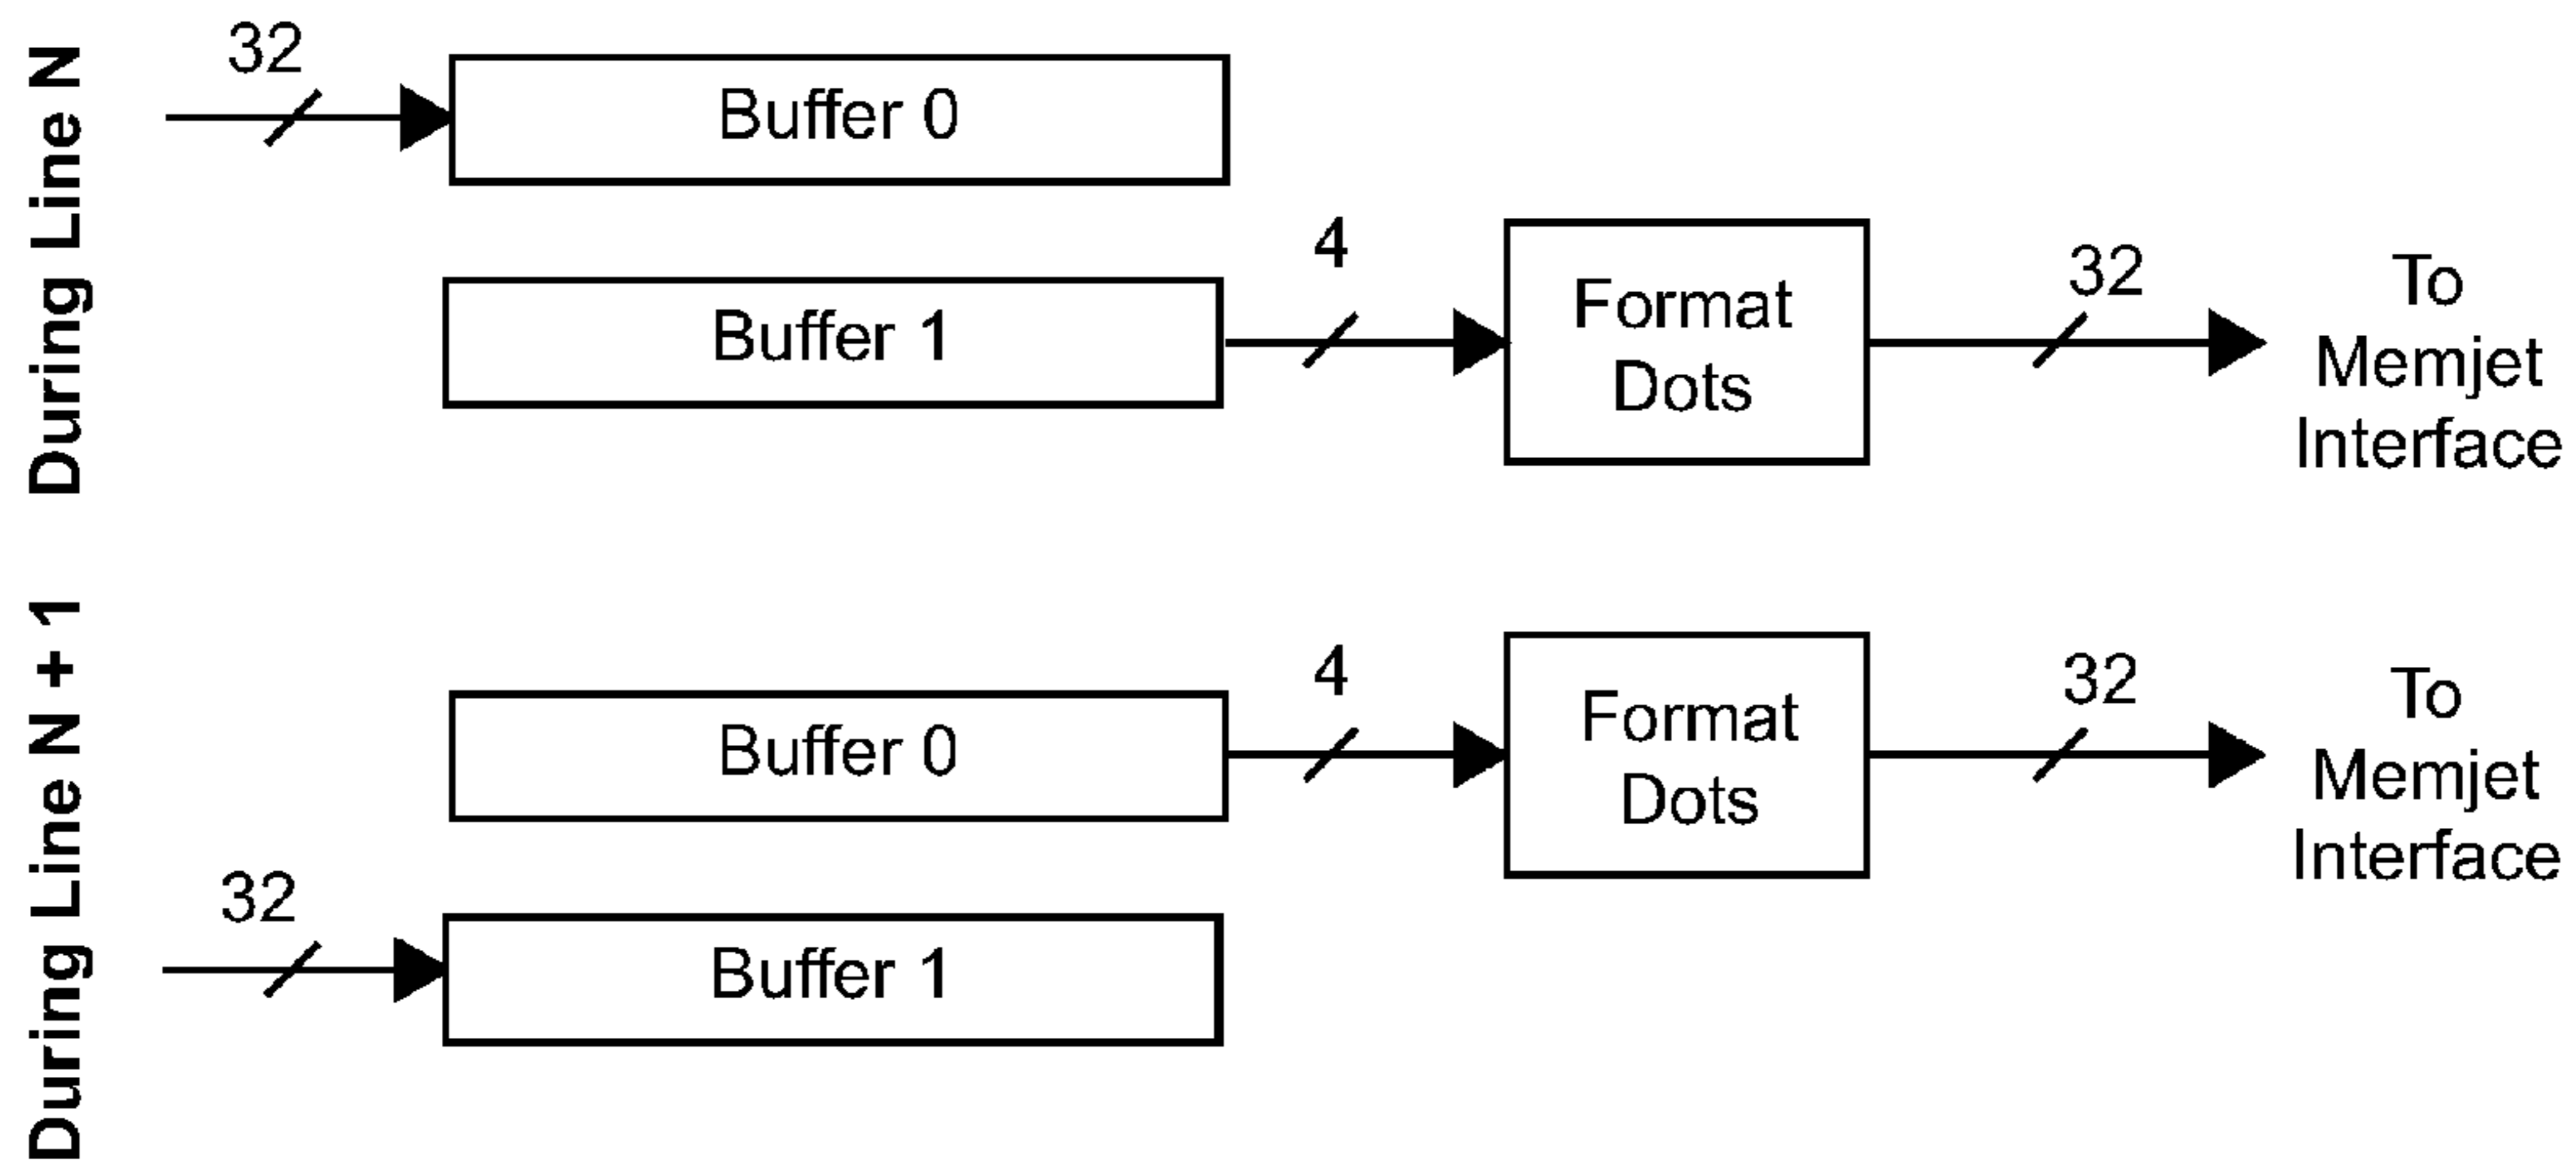 During Line N
32
Buffer 0
Buffer 1
4
Format
Dots
32
To
Memjet
Interface
During Line N + 1
Buffer 0
4
Format
Dots
32
To
Memjet
Interface
32
Buffer 1